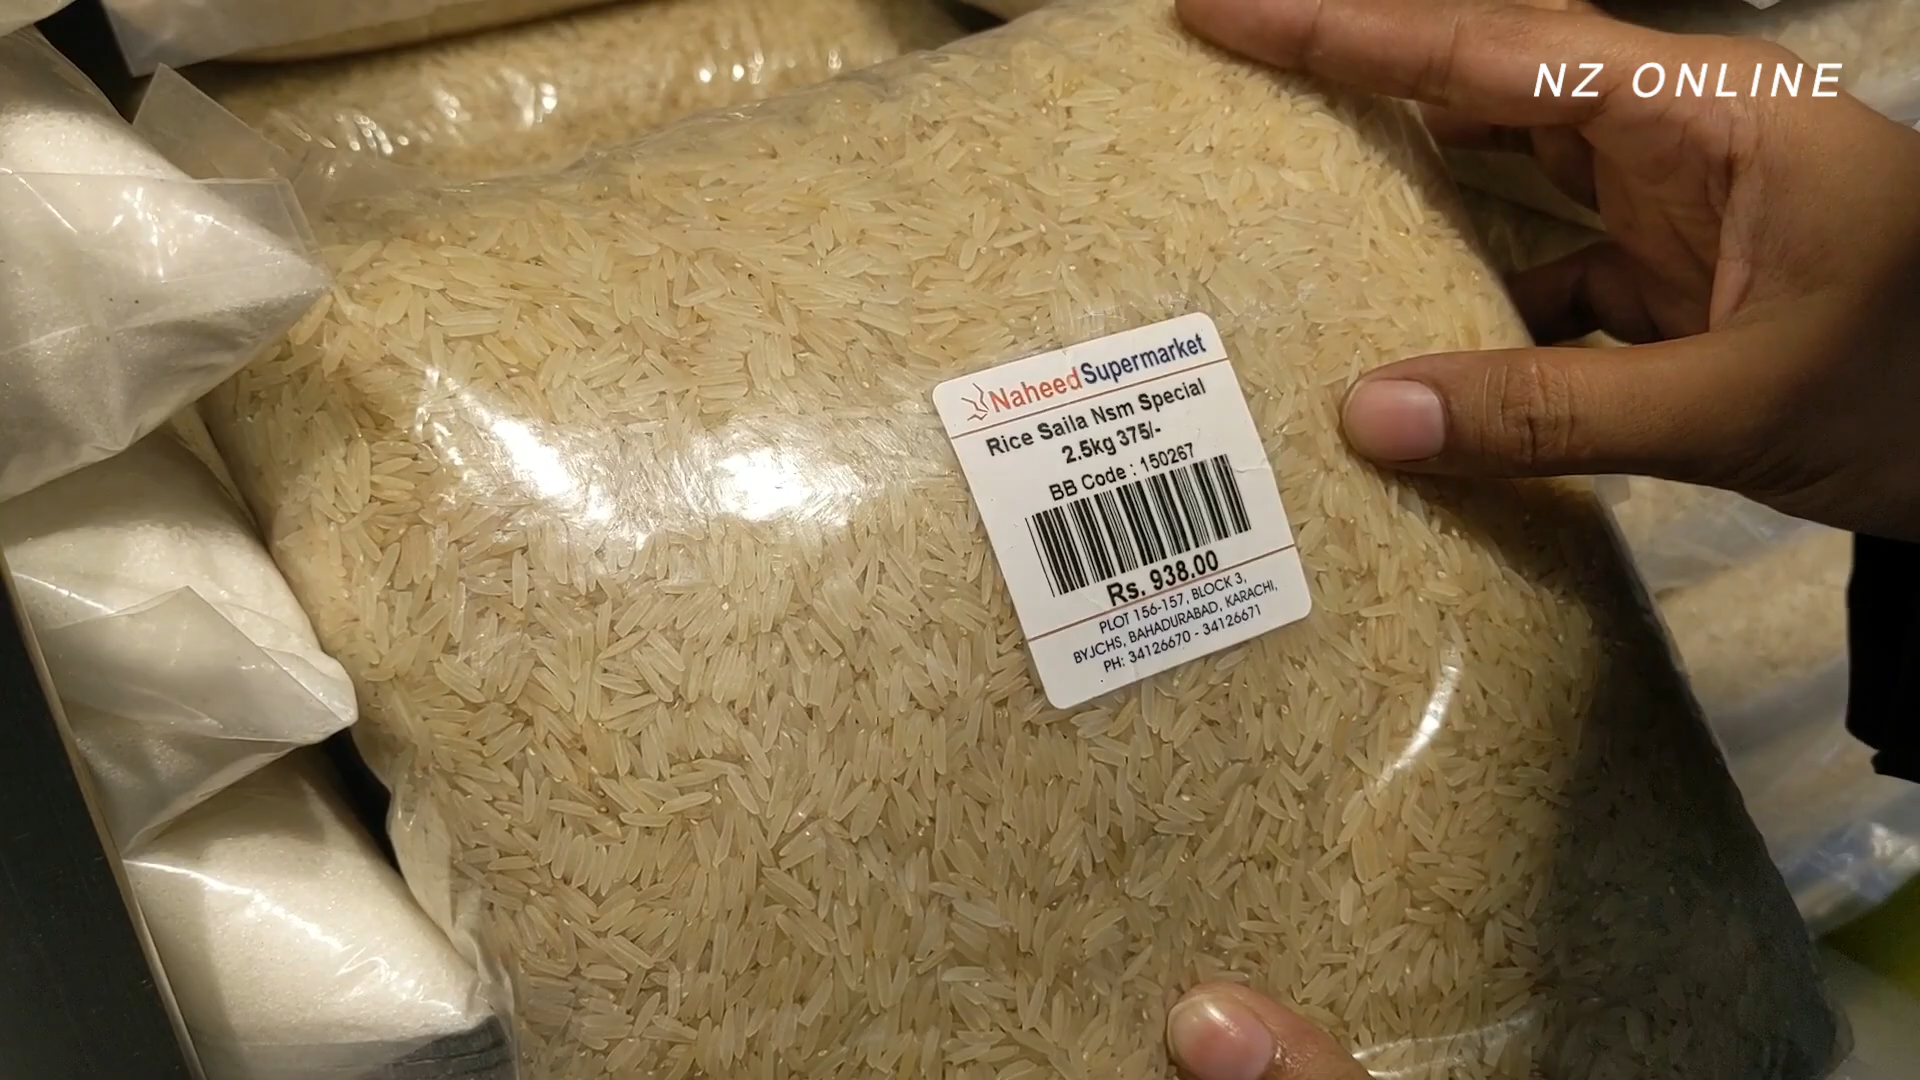 NZ ONLINE
NaheedSupermarket
Rice Saila Nsm Special
2.5kg 375/-
BB Code : 150267
Rs. 938.00
PLOT 156-157, BLOCK 3,
BYJCHS, BAHADURABAD, KARACHI,
PH: 34126670 - 34126671